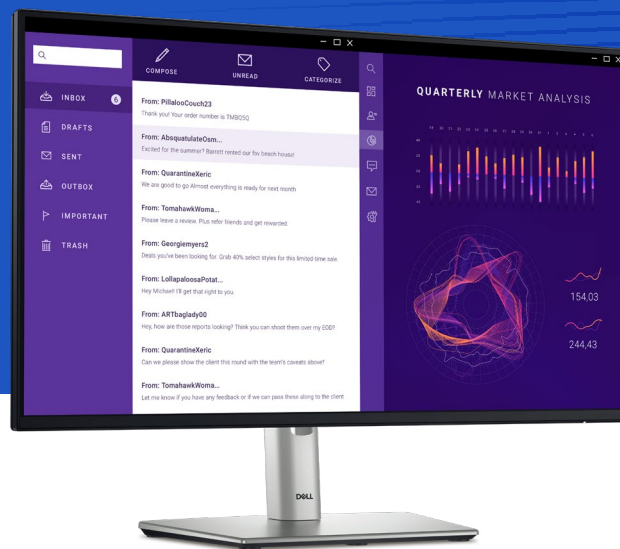 COMPOSE
UNREAD
CATEGORIZE
INBOX 6
DRAFTS
SENT
OUTBOX
IMPORTANT
TRASH
From: PillalooCouch23
Thank you! Your order number is TMBQ5Q
From: AbsquatulateOsm...
Excited for the summer? Barrett rented our fav beach house!
From: QuarantineXeric
We are good to go Almost everything is ready for next month
From: TomahawkWoma...
Please leave a review. Plus refer friends and get rewarded.
From: Georgiemyers2
Deals you've been looking for. Grab 40% select styles for this limited time sale.
From: LollapaloosaPotat...
Hey Michael! I'll get that right to you.
From: ARTbaglady00
Hey, how are those reports looking? Think you can shoot them over my EOD?
From: QuarantineXeric
Can we please show the client this round with the team's caveats above?
From: TomahawkWoma...
Let me know if you have any feedback or if we can pass these along to the client
QUARTERLY MARKET ANALYSIS
154,03
244,43
DELL